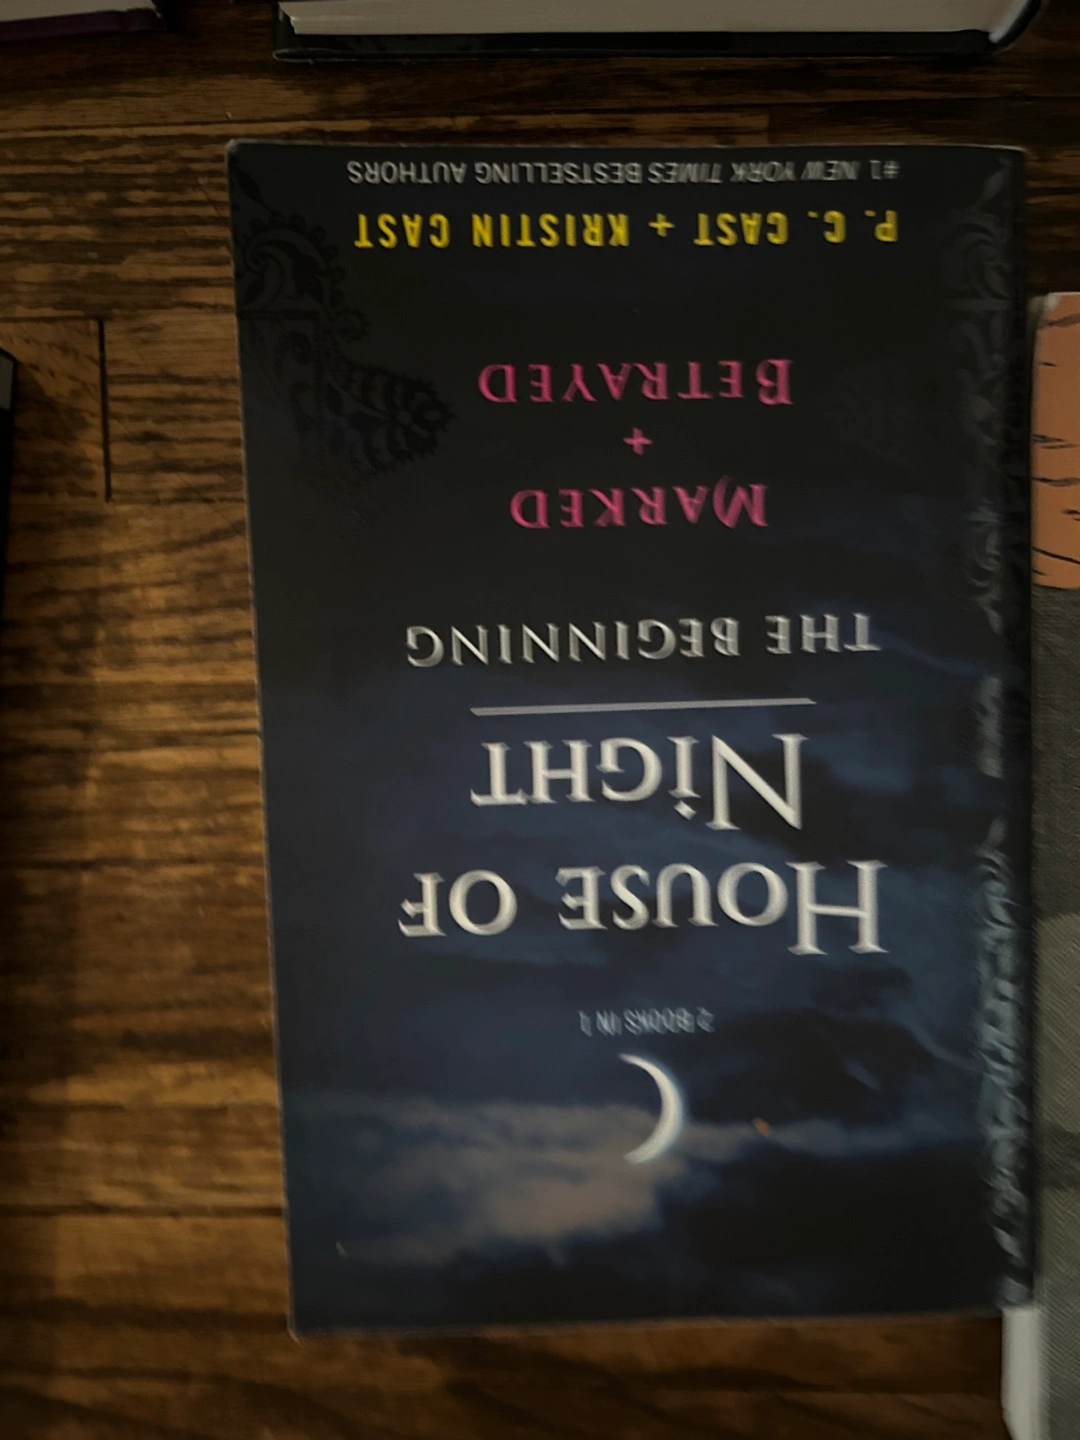 2 BOOKS IN 1
HOUSE OF
NIGHT
THE BEGINNING
MARKED
+
BETRAYED
P. C. CAST + KRISTIN CAST
#1 NEW YORK TIMES BESTSELLING AUTHORS